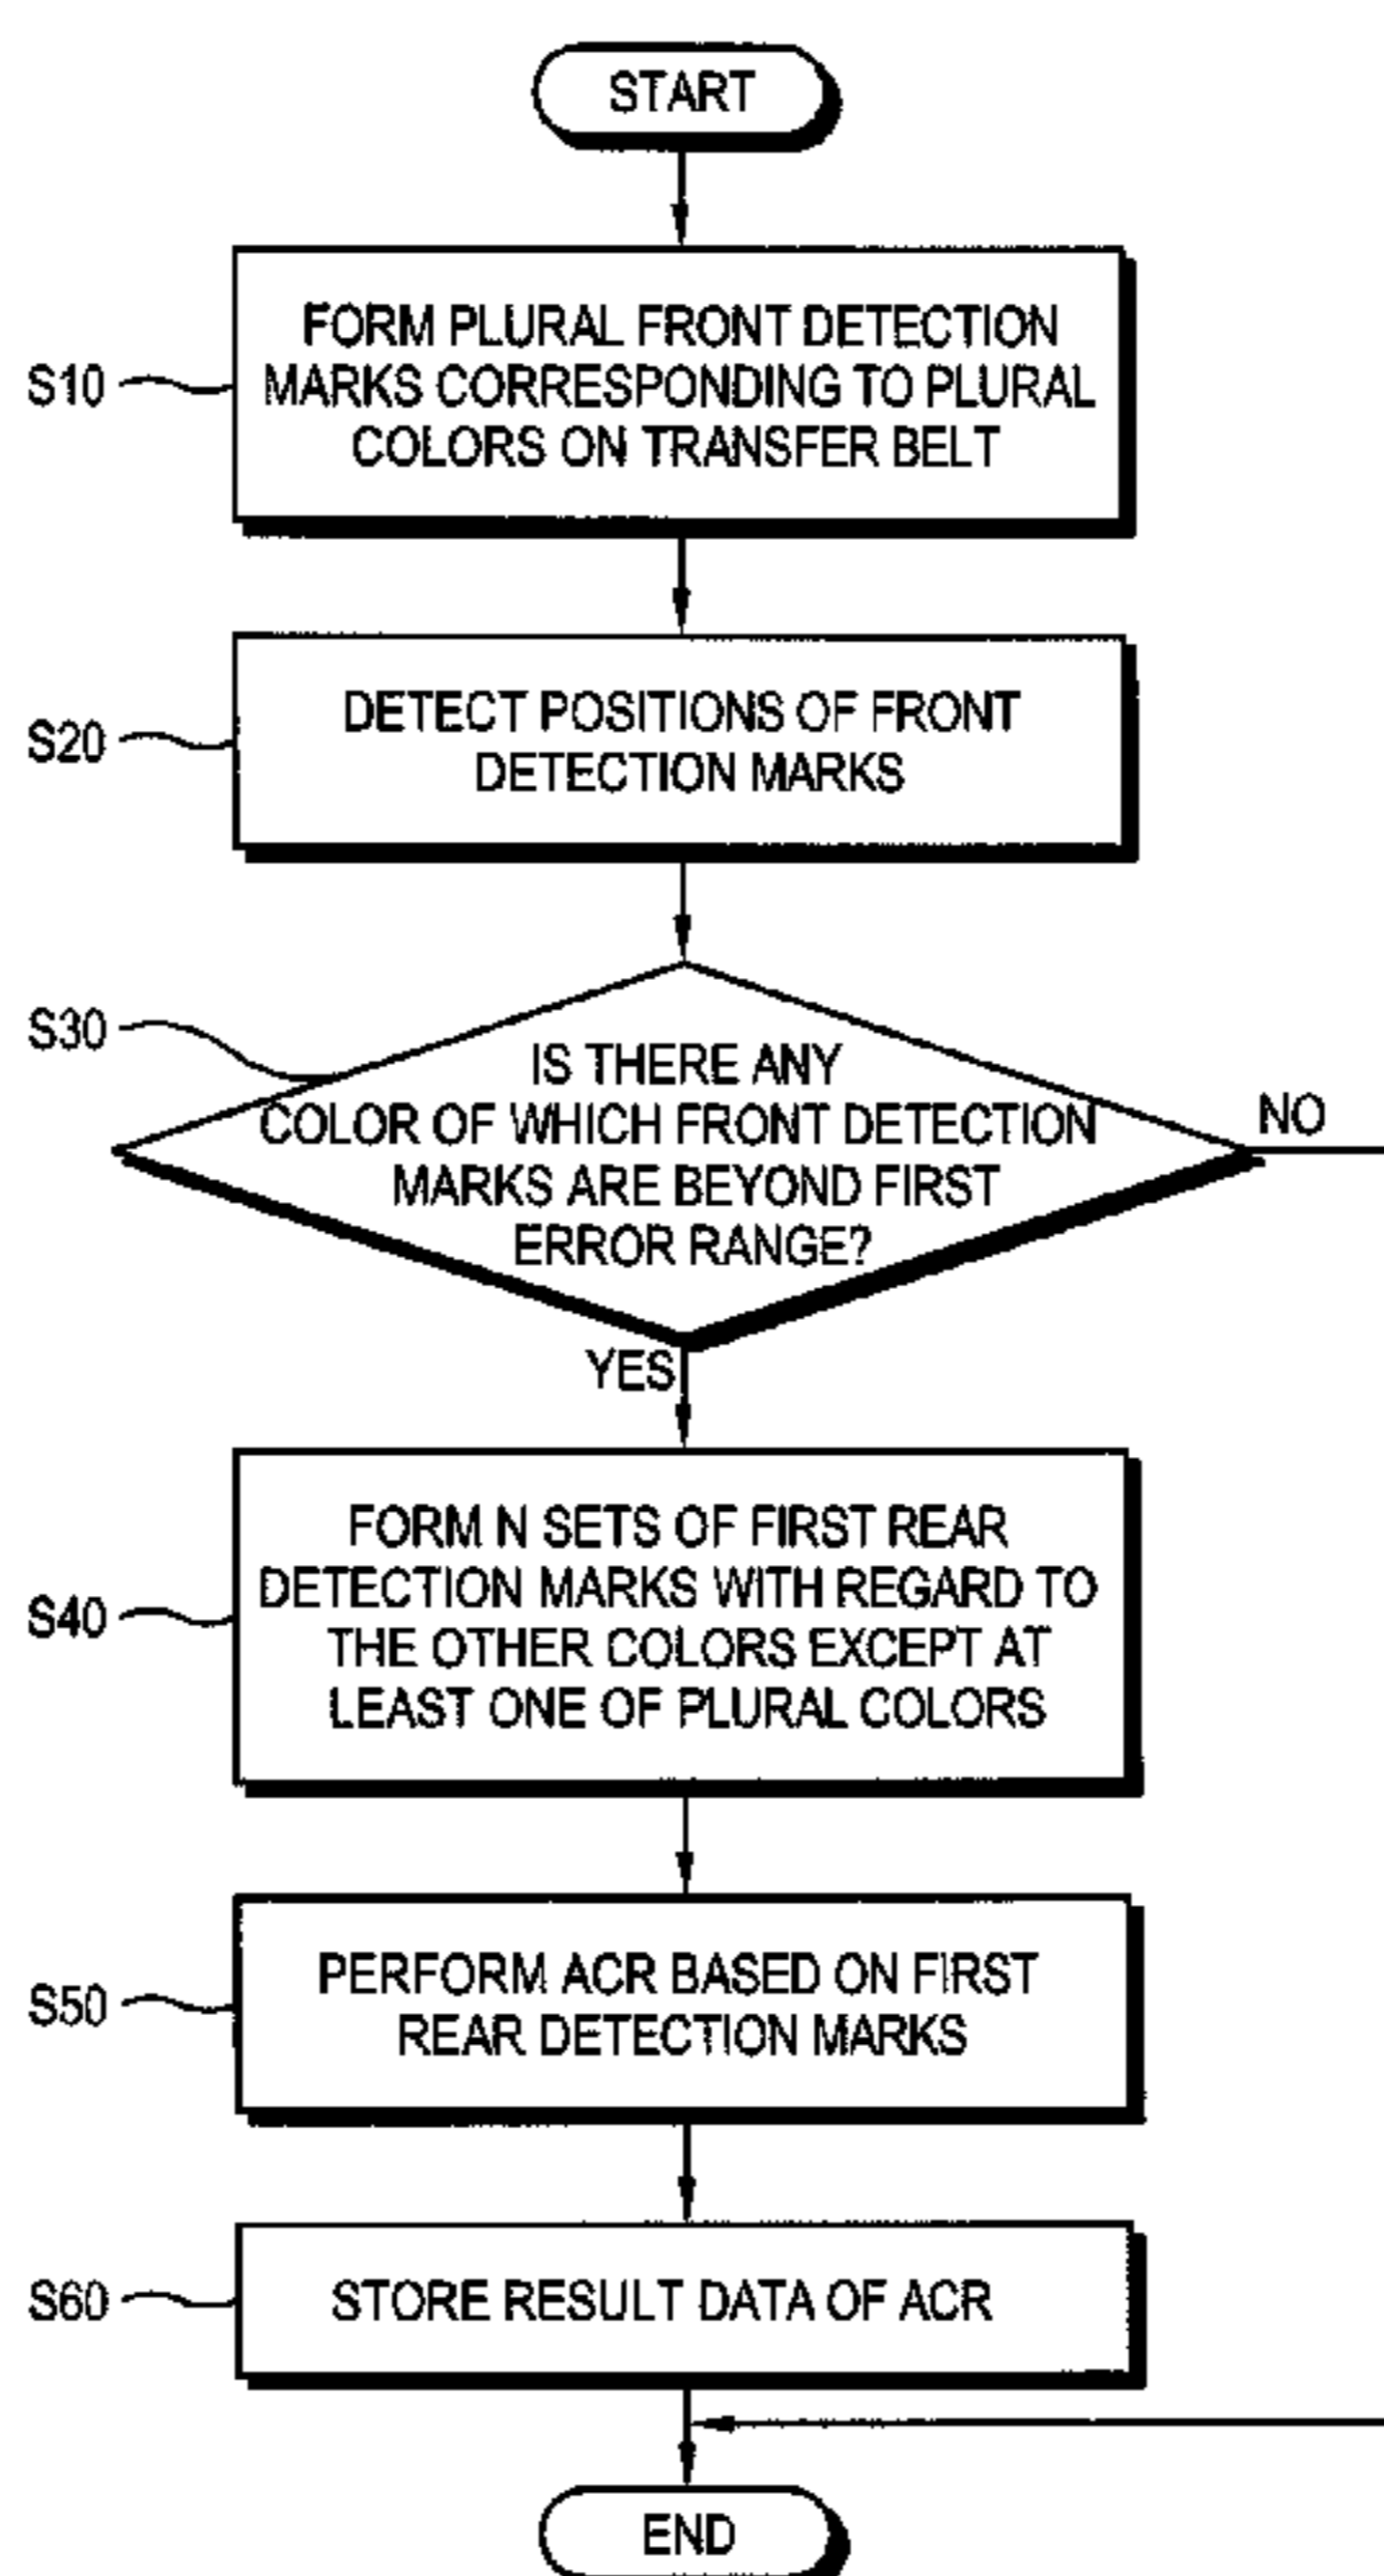 START
S10
FORM PLURAL FRONT DETECTION
MARKS CORRESPONDING TO PLURAL
COLORS ON TRANSFER BELT
S20
DETECT POSITIONS OF FRONT
DETECTION MARKS
S30
IS THERE ANY
COLOR OF WHICH FRONT DETECTION
MARKS ARE BEYOND FIRST
ERROR RANGE?
NO
YES
S40
FORM N SETS OF FIRST REAR
DETECTION MARKS WITH REGARD TO
THE OTHER COLORS EXCEPT AT
LEAST ONE OF PLURAL COLORS
S50
PERFORM ACR BASED ON FIRST
REAR DETECTION MARKS
S60
STORE RESULT DATA OF ACR
END